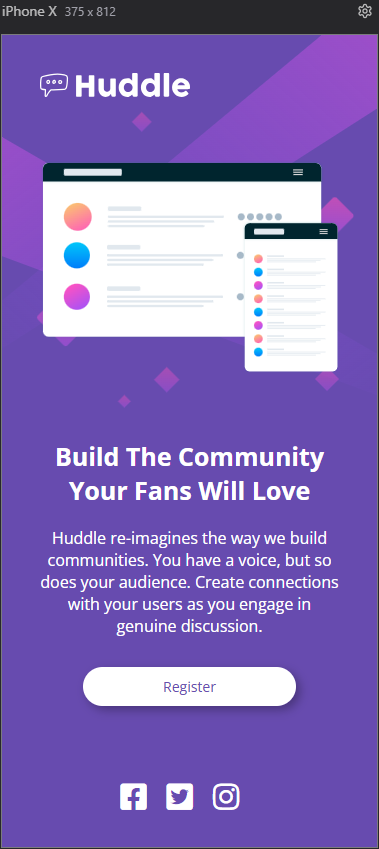 iPhone X 375 x 812
Huddle
Build The Community
Your Fans Will Love
Huddle re-imagines the way we build
communities. You have a voice, but so
does your audience. Create connections
with your users as you engage in
genuine discussion.
Register